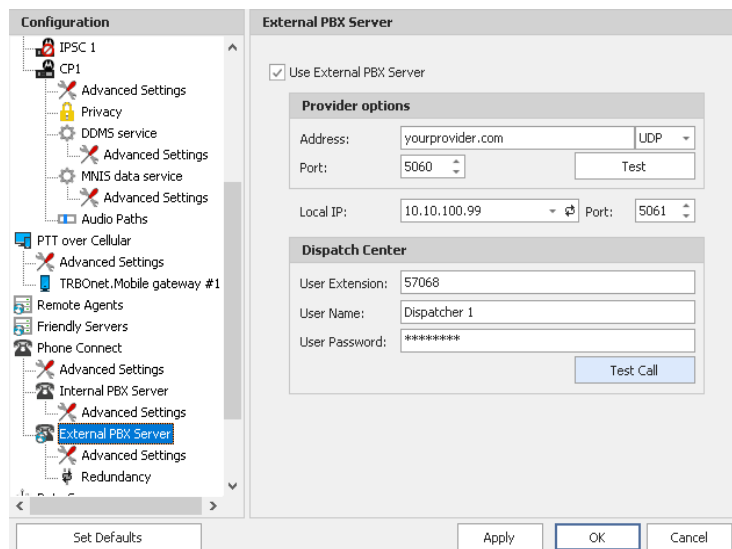 Configuration
IPSC 1
CP1
Advanced Settings
Privacy
DDMS service
Advanced Settings
MNIS data service
Advanced Settings
Audio Paths
PTT over Cellular
Advanced Settings
TRBOnet.Mobile gateway #1
Remote Agents
Friendly Servers
Phone Connect
Advanced Settings
Internal PBX Server
Advanced Settings
External PBX Server
Advanced Settings
Redundancy
Set Defaults
External PBX Server
Use External PBX Server
Provider options
Address: yourprovider.com UDP
Port: 5060 Test
Local IP: 10.10.100.99 Port: 5061
Dispatch Center
User Extension: 57068
User Name: Dispatcher 1
User Password: ********
Test Call
Apply OK Cancel